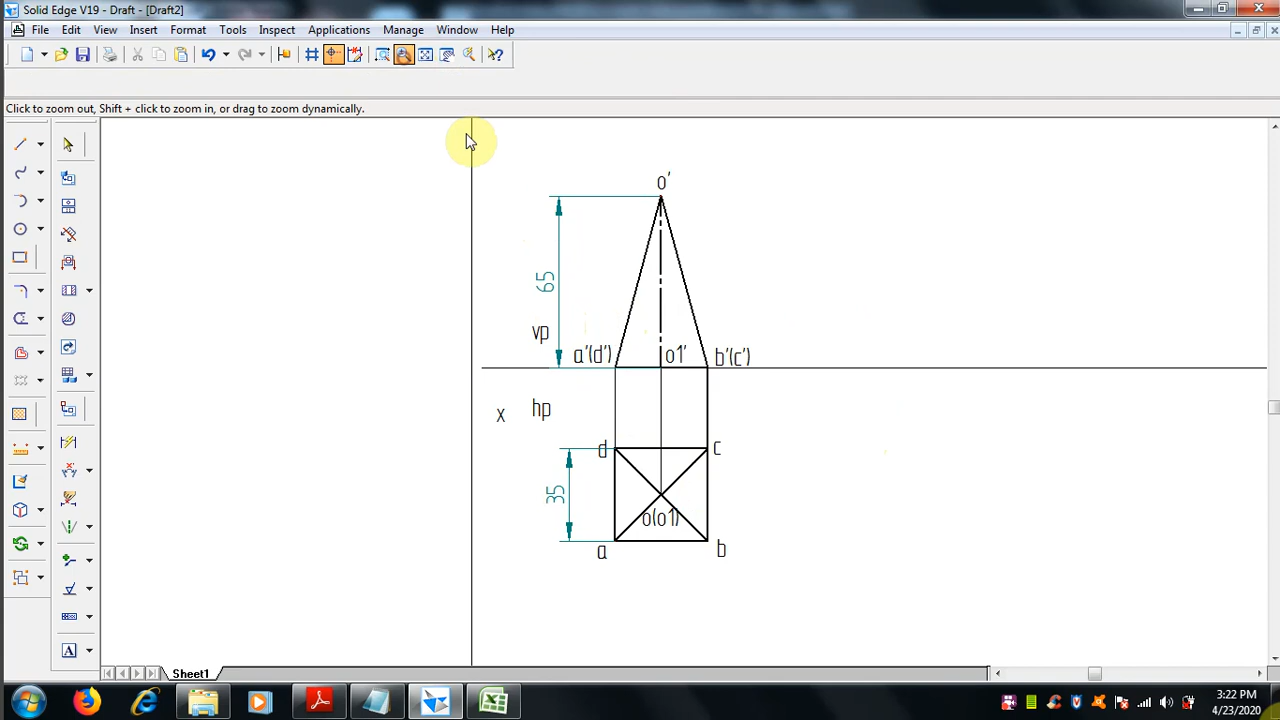 Solid Edge V19 - Draft - [Draft2]
File Edit View Insert Format Tools Inspect Applications Manage Window Help
Click to zoom out, Shift + click to zoom in, or drag to zoom dynamically.
o'
65
vp
a'(d') o1' b'(c')
x hp
d c
35
o(o1)
a b
A
Sheet1
3:22 PM
4/23/2020